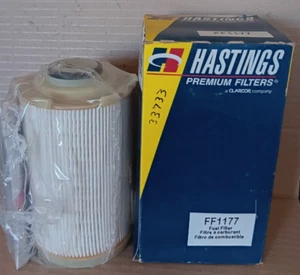 HASTINGS
PREMIUM FILTERS®
a CLARCOR company
33733
FF1177
Fuel Filter
Filtre à carburant
Filtro de combustible